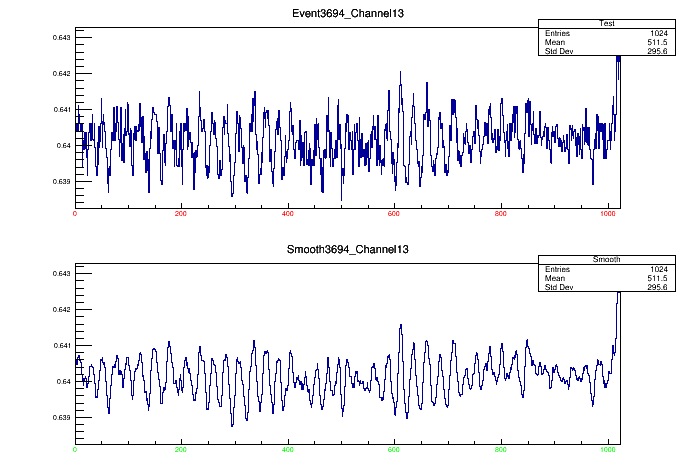 Event3694_Channel13
Test
Entries 1024
Mean 511.5
Std Dev 295.6
0.643
0.642
0.641
0.64
0.639
0 200 400 600 800 1000
Smooth3694_Channel13
Smooth
Entries 1024
Mean 511.5
Std Dev 295.6
0.643
0.642
0.641
0.64
0.639
0 200 400 600 800 1000